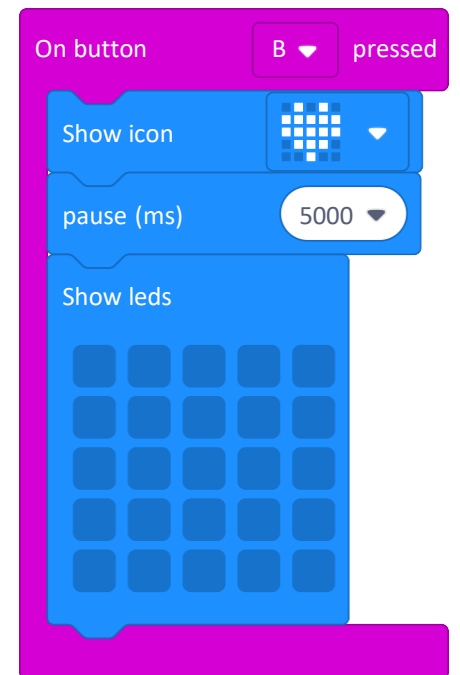 On button B pressed
Show icon
pause (ms) 5000
Show leds